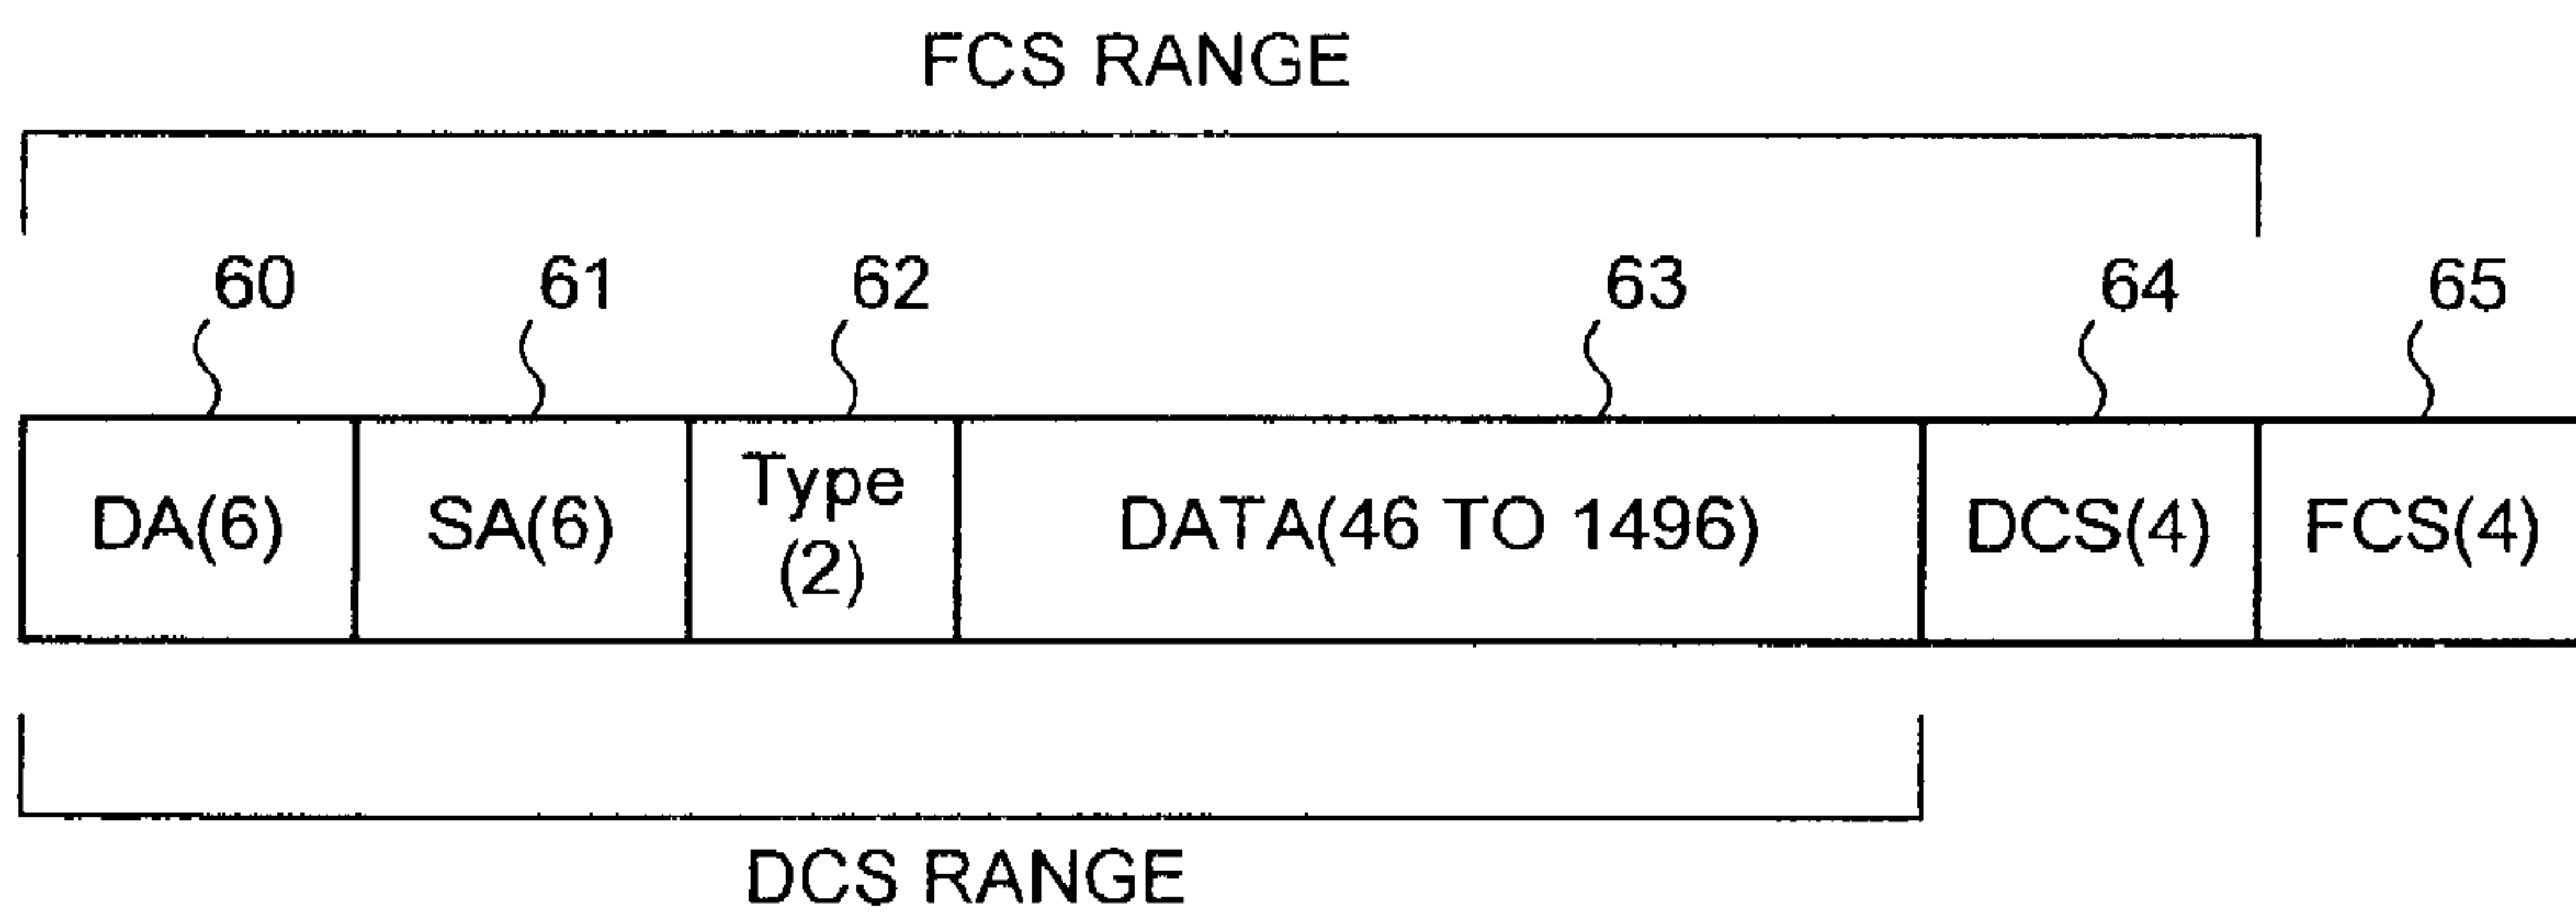 FCS RANGE
60 61 62 63 64 65
DA(6) SA(6) Type (2) DATA(46 TO 1496) DCS(4) FCS(4)
DCS RANGE